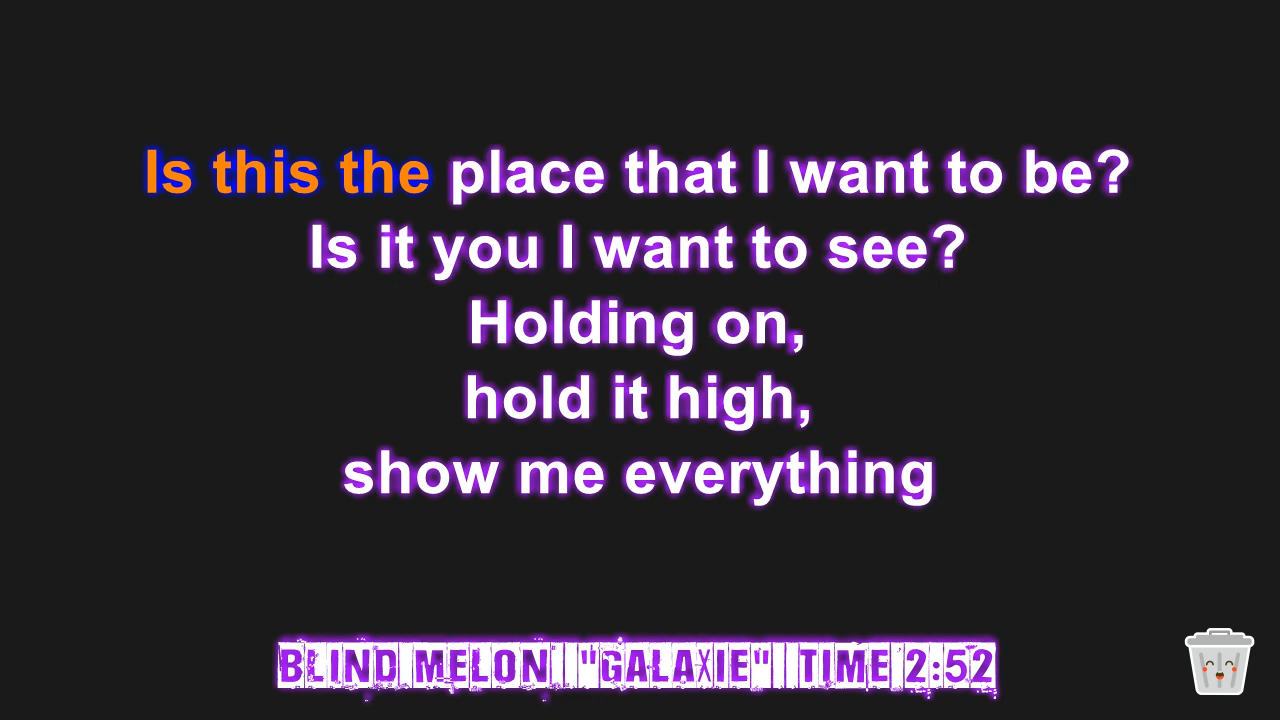 Is this the place that I want to be?
Is it you I want to see?
Holding on,
hold it high,
show me everything
BLIND MELON "GALAXIE" TIME 2:52